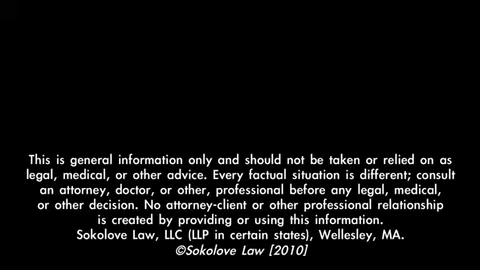 This is general information only and should not be taken or relied on as
legal, medical, or other advice. Every factual situation is different; consult
an attorney, doctor, or other, professional before any legal, medical,
or other decision. No attorney-client or other professional relationship
is created by providing or using this information.
Sokolove Law, LLC (LLP in certain states), Wellesley, MA.
©Sokolove Law [2010]